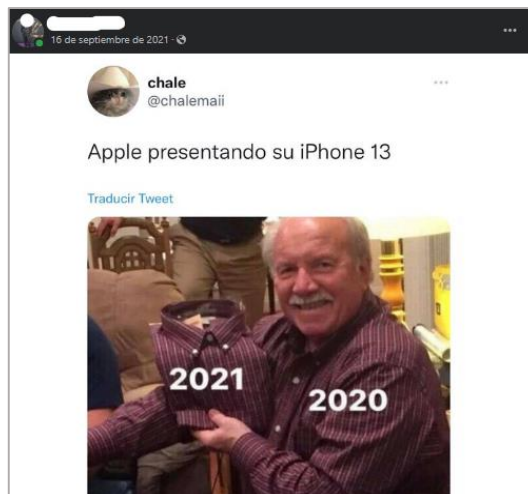 16 de septiembre de 2021 ·
chale
@chalemaii
Apple presentando su iPhone 13
Traducir Tweet
2021
2020